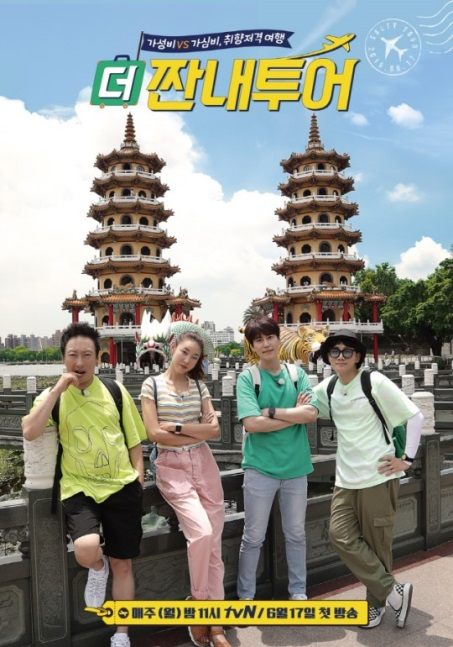 가성비 VS 가심비, 취향저격 여행
더 짠내투어
매주 (월) 밤 11시 tvN / 6월 17일 첫 방송